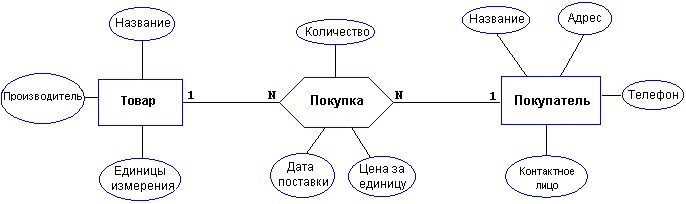 Название
Количество
Название
Адрес
Производитель
Товар
1
N
Покупка
N
1
Покупатель
Телефон
Единицы
измерения
Дата
поставки
Цена за
единицу
Контактное
лицо